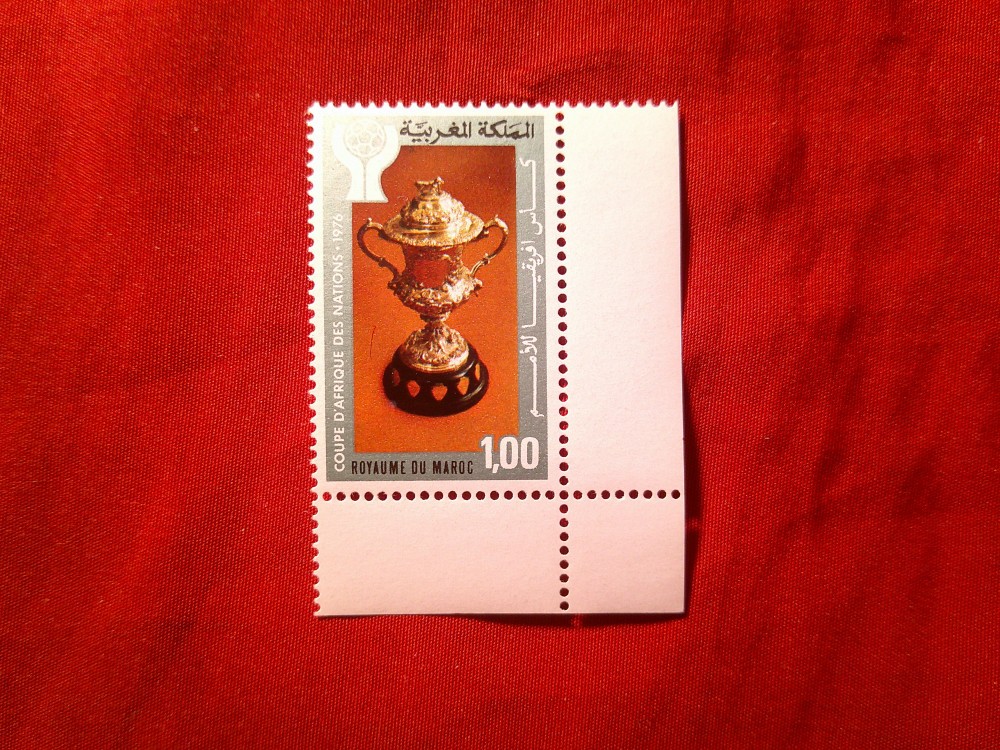 المملكة المغربية
كأس افريقيا للأمم
COUPE D'AFRIQUE DES NATIONS · 1976
ROYAUME DU MAROC
1,00